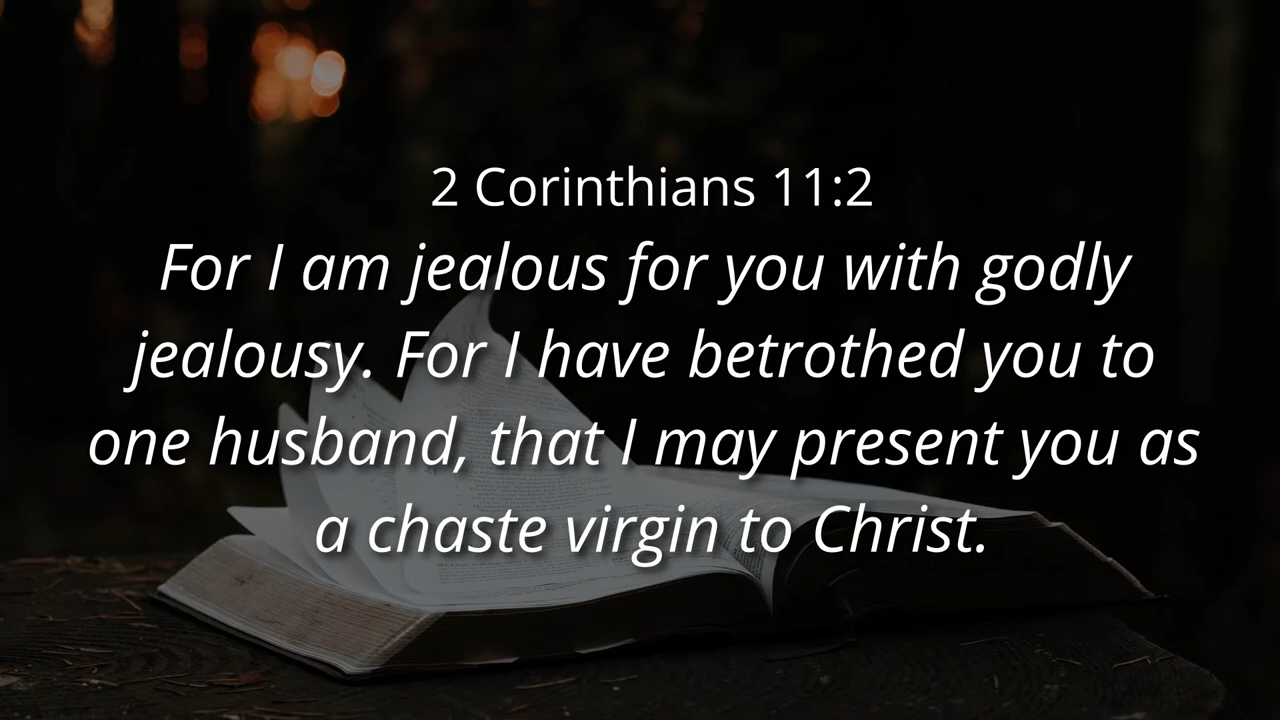 2 Corinthians 11:2
For I am jealous for you with godly
jealousy. For I have betrothed you to
one husband, that I may present you as
a chaste virgin to Christ.